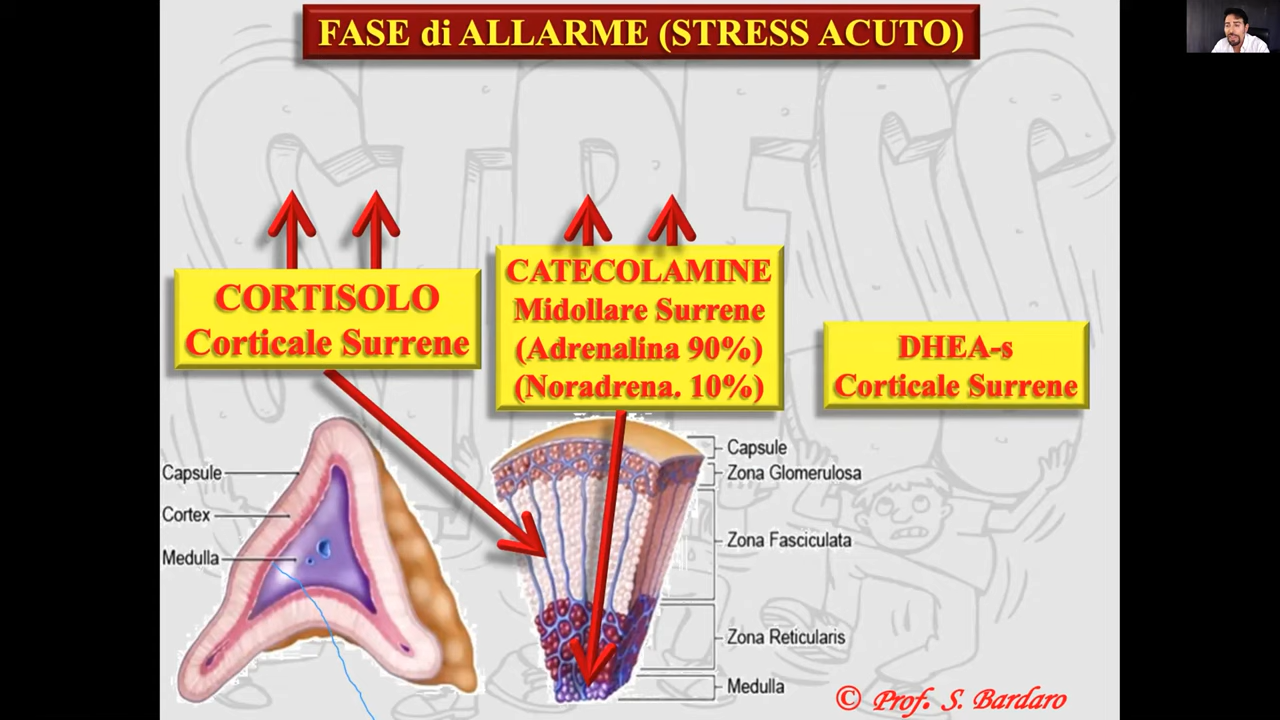 FASE di ALLARME (STRESS ACUTO)
STRESS
CORTISOLO
Corticale Surrene
CATECOLAMINE
Midollare Surrene
(Adrenalina 90%)
(Noradrena. 10%)
DHEA-s
Corticale Surrene
Capsule
Cortex
Medulla
Capsule
Zona Glomerulosa
Zona Fasciculata
Zona Reticularis
Medulla
© Prof. S. Bardaro